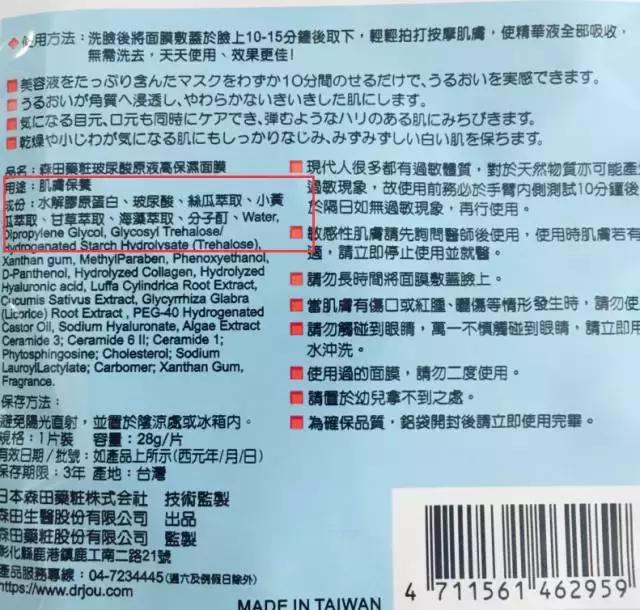 使用方法：洗臉後將面膜敷蓋於臉上10-15分鐘後取下，輕輕拍打按摩肌膚，使精華液全部吸收，
無需洗去，天天使用、效果更佳!
美容液をたっぷり含んたマスクをわずか10分間のせるだけで、うるおいを実感できます。
うるおいが角質へ浸透し、やわらかないきいきした肌にします。
気になる目元、口元も同時にケアでき、弾むようなハリのある肌にみちびきます。
乾燥や小じわが気になる肌にもしっかりなじみ、みずみずしい白い肌を保ちます。
品名：森田藥粧玻尿酸原液高保濕面膜
用途：肌膚保養
成份：水解膠原蛋白、玻尿酸、絲瓜萃取、小黃
瓜萃取、甘草萃取、海藻萃取、分子酊、Water,
Dipropylene Glycol, Glycosyl Trehalose/
Hydrogenated Starch Hydrolysate (Trehalose),
Xanthan gum, MethylParaben, Phenoxyethanol,
D-Panthenol, Hydrolyzed Collagen, Hydrolyzed
Hyaluronic acid, Luffa Cylindrica Root Extract,
Cucumis Sativus Extract, Glycyrrhiza Glabra
(Licorice) Root Extract , PEG-40 Hydrogenated
Castor Oil, Sodium Hyaluronate, Algae Extract
Ceramide 3; Ceramide 6 II; Ceramide 1;
Phytosphingosine; Cholesterol; Sodium
LauroylLactylate; Carbomer; Xanthan Gum,
Fragrance.
保存方法：
避免陽光直射，並置於陰涼處或冰箱內。
規格：1片裝 容量：28g/片
有效日期/批號：如產品上所示(西元年/月/日)
保存期限：3年 產地：台灣
日本森田藥粧株式会社 技術監製
森田生醫股份有限公司 出品
森田藥粧股份有限公司 監製
彰化縣鹿港鎮鹿工南二路21號
產品服務專線：04-7234445(週六及例假日除外)
https://www.drjou.com
現代人很多都有過敏體質，對於天然物質亦可能產
過敏現象，故使用前務必於手臂內側測試10分鐘後
於隔日如無過敏現象，再行使用。
敏感性肌膚請先詢問醫師後使用，使用時肌膚若有
適，請立即停止使用並就醫。
請勿長時間將面膜敷蓋臉上。
當肌膚有傷口或紅腫、曬傷等情形發生時，請勿使
請勿觸碰到眼睛，萬一不慎觸碰到眼睛，請立即用
水沖洗。
使用過的面膜，請勿二度使用。
請置於幼兒拿不到之處。
為確保品質，鋁袋開封後請立即使用完畢。
4 711561 462959
MADE IN TAIWAN